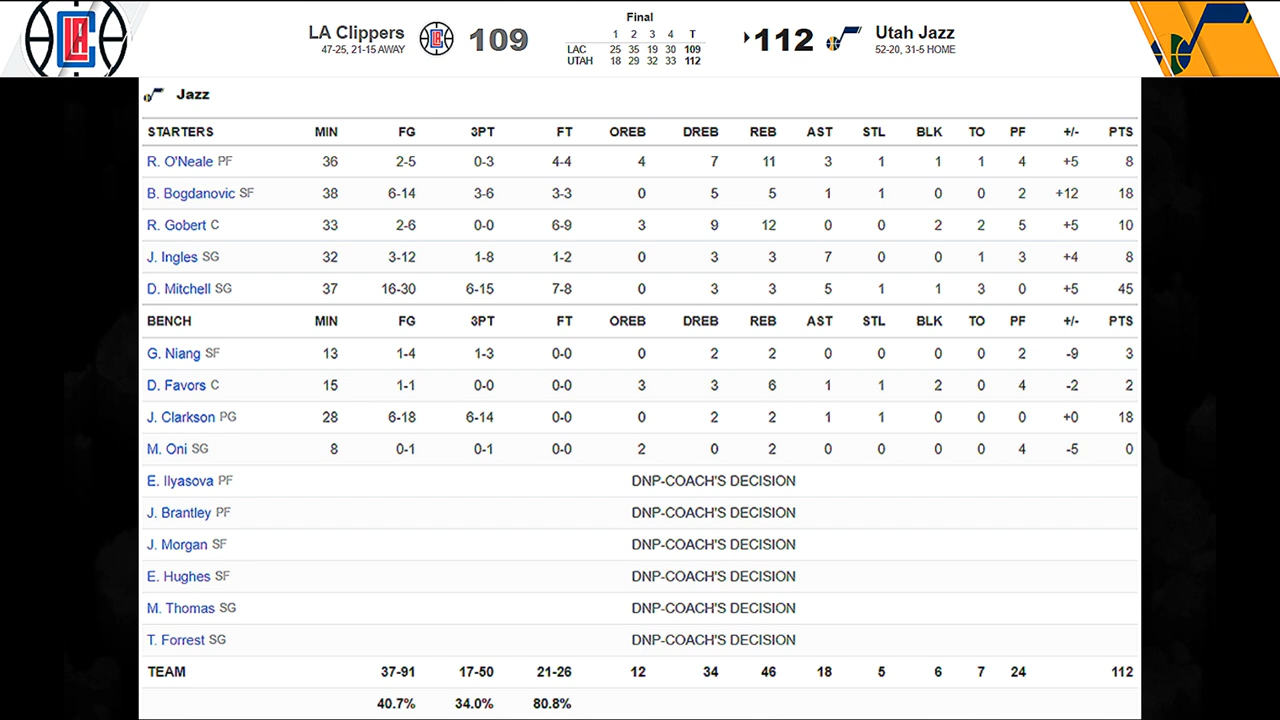 LA Clippers
47-25, 21-15 AWAY
LA
109
Final
1 2 3 4 T
LAC 25 35 19 30 109
UTAH 18 29 32 33 112
112
Utah Jazz
52-20, 31-5 HOME
Jazz
STARTERS MIN FG 3PT FT OREB DREB REB AST STL BLK TO PF +/- PTS
R. O'Neale PF 36 2-5 0-3 4-4 4 7 11 3 1 1 1 4 +5 8
B. Bogdanovic SF 38 6-14 3-6 3-3 0 5 5 1 1 0 0 2 +12 18
R. Gobert C 33 2-6 0-0 6-9 3 9 12 0 0 2 2 5 +5 10
J. Ingles SG 32 3-12 1-8 1-2 0 3 3 7 0 0 1 3 +4 8
D. Mitchell SG 37 16-30 6-15 7-8 0 3 3 5 1 1 3 0 +5 45
BENCH MIN FG 3PT FT OREB DREB REB AST STL BLK TO PF +/- PTS
G. Niang SF 13 1-4 1-3 0-0 0 2 2 0 0 0 0 2 -9 3
D. Favors C 15 1-1 0-0 0-0 3 3 6 1 1 2 0 4 -2 2
J. Clarkson PG 28 6-18 6-14 0-0 0 2 2 1 1 0 0 0 +0 18
M. Oni SG 8 0-1 0-1 0-0 2 0 2 0 0 0 0 4 -5 0
E. Ilyasova PF DNP-COACH'S DECISION
J. Brantley PF DNP-COACH'S DECISION
J. Morgan SF DNP-COACH'S DECISION
E. Hughes SF DNP-COACH'S DECISION
M. Thomas SG DNP-COACH'S DECISION
T. Forrest SG DNP-COACH'S DECISION
TEAM 37-91 17-50 21-26 12 34 46 18 5 6 7 24 112
40.7% 34.0% 80.8%